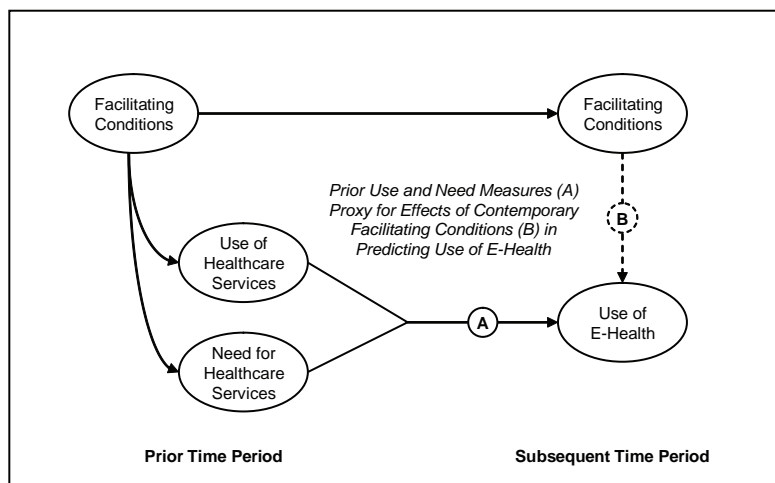 Facilitating
Conditions
Facilitating
Conditions
Prior Use and Need Measures (A)
Proxy for Effects of Contemporary
Facilitating Conditions (B) in
Predicting Use of E-Health
B
Use of
Healthcare
Services
A
Use of
E-Health
Need for
Healthcare
Services
Prior Time Period
Subsequent Time Period